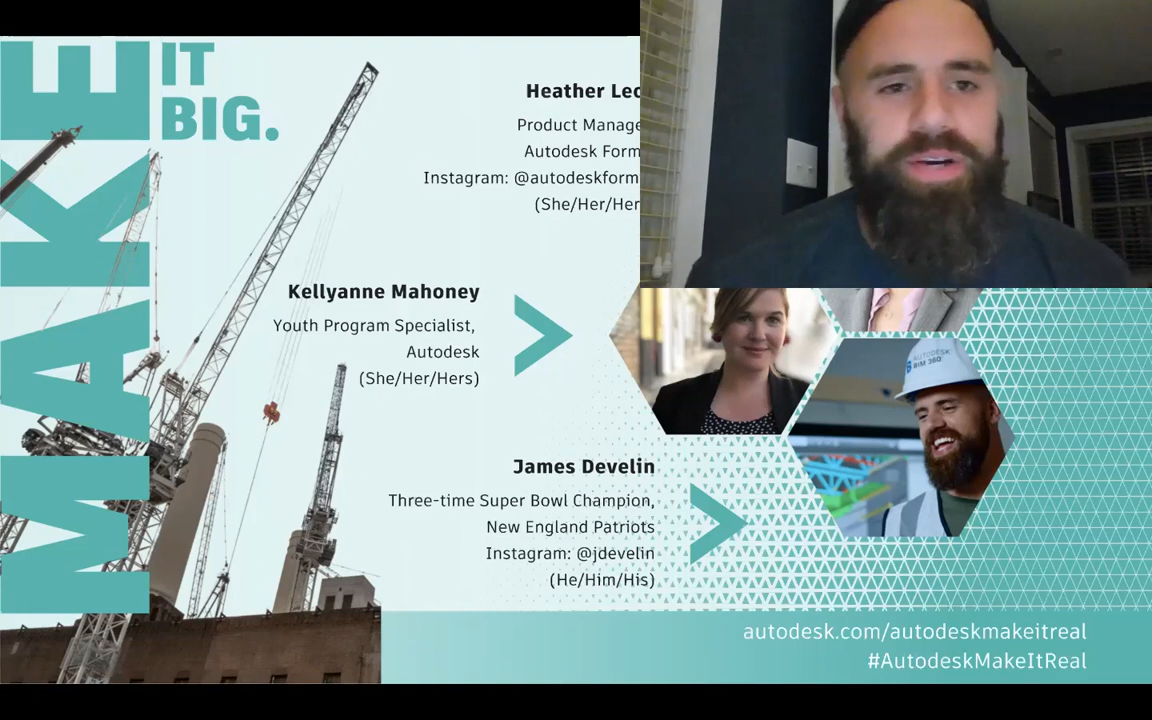 MAKE
IT
BIG.
Heather Leo
Product Manage
Autodesk Form
Instagram: @autodeskform
(She/Her/Her
Kellyanne Mahoney
Youth Program Specialist,
Autodesk
(She/Her/Hers)
AUTODESK
BIM 360
James Develin
Three-time Super Bowl Champion,
New England Patriots
Instagram: @jdevelin
(He/Him/His)
autodesk.com/autodeskmakeitreal
#AutodeskMakeItReal